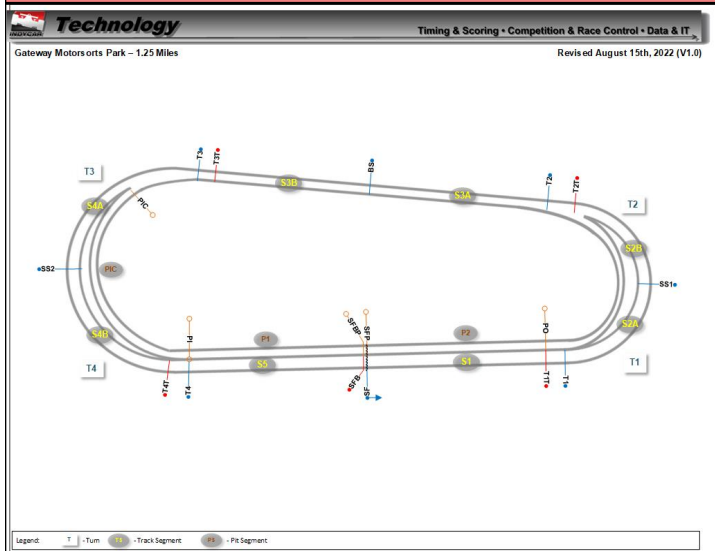 INDYCAR
Technology
Timing & Scoring • Competition & Race Control • Data & IT
Gateway Motorsorts Park – 1.25 Miles
Revised August 15th, 2022 (V1.0)
T3
T3T
BS
T2
T2T
T3
S3B
S3A
T2
S4A
PIC
S2B
SS2
PIC
SS1
S4B
PI
SFBP
SFP
PO
S2A
P1
P2
T4
S5
S1
T1
T4T
T4
SFB
SF
T1T
T1
Legend:
T - Turn
T# - Track Segment
P# - Pit Segment